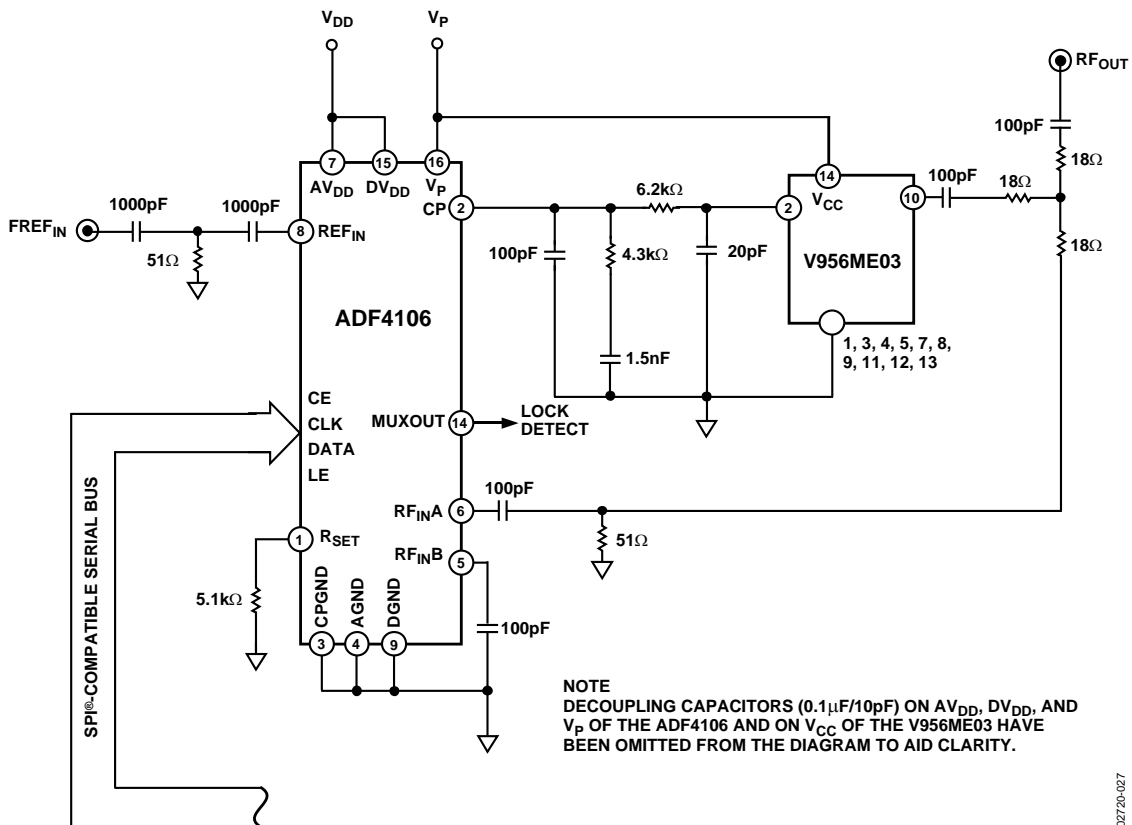 VDD
VP
RFOUT
100pF
18Ω
7
15
16
AVDD
DVDD
VP
CP
2
6.2kΩ
14
VCC
2
10
100pF
18Ω
18Ω
1000pF
1000pF
FREFIN
8
REFIN
51Ω
100pF
4.3kΩ
20pF
V956ME03
ADF4106
1.5nF
1, 3, 4, 5, 7, 8,
9, 11, 12, 13
CE
CLK
DATA
LE
MUXOUT
14
LOCK
DETECT
100pF
RFINA
6
51Ω
1
RSET
RFINB
5
5.1kΩ
CPGND
AGND
DGND
3
4
9
100pF
SPI®-COMPATIBLE SERIAL BUS
NOTE
DECOUPLING CAPACITORS (0.1µF/10pF) ON AVDD, DVDD, AND
VP OF THE ADF4106 AND ON VCC OF THE V956ME03 HAVE
BEEN OMITTED FROM THE DIAGRAM TO AID CLARITY.
02720-027